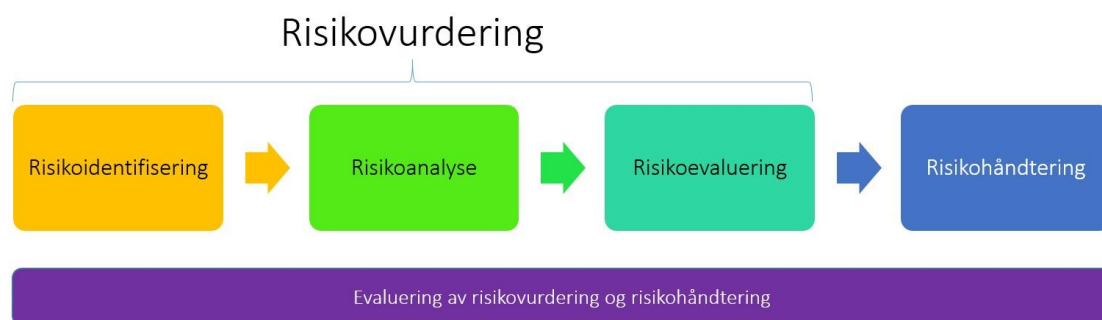 Risikovurdering
Risikoidentifisering
Risikoanalyse
Risikoevaluering
Risikohåndtering
Evaluering av risikovurdering og risikohåndtering